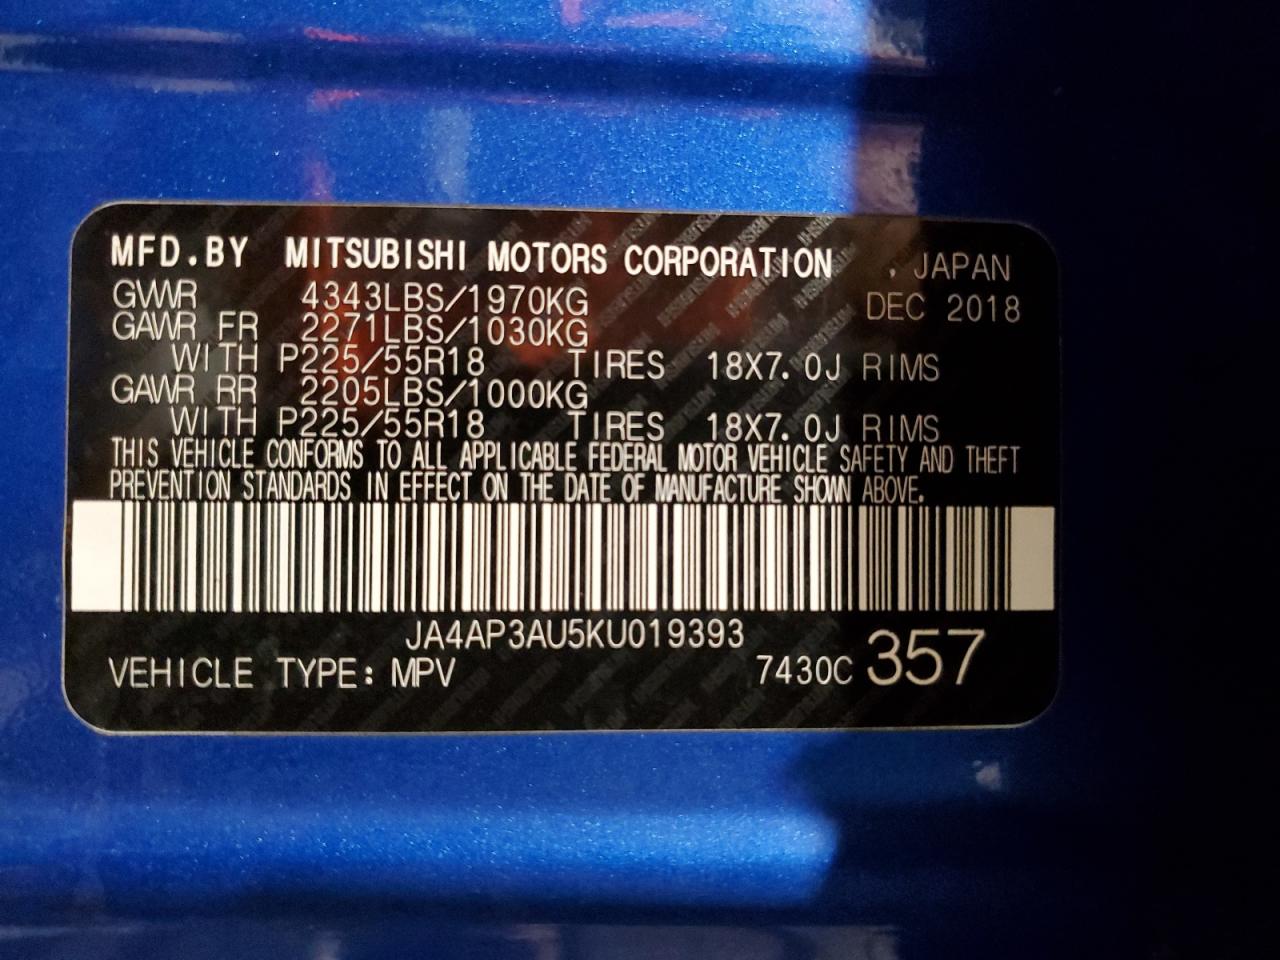 MFD.BY MITSUBISHI MOTORS CORPORATION , JAPAN
GVWR 4343LBS/1970KG DEC 2018
GAWR FR 2271LBS/1030KG
WITH P225/55R18 TIRES 18X7.0J RIMS
GAWR RR 2205LBS/1000KG
WITH P225/55R18 TIRES 18X7.0J RIMS
THIS VEHICLE CONFORMS TO ALL APPLICABLE FEDERAL MOTOR VEHICLE SAFETY AND THEFT
PREVENTION STANDARDS IN EFFECT ON THE DATE OF MANUFACTURE SHOWN ABOVE.
JA4AP3AU5KU019393
VEHICLE TYPE: MPV 7430C 357